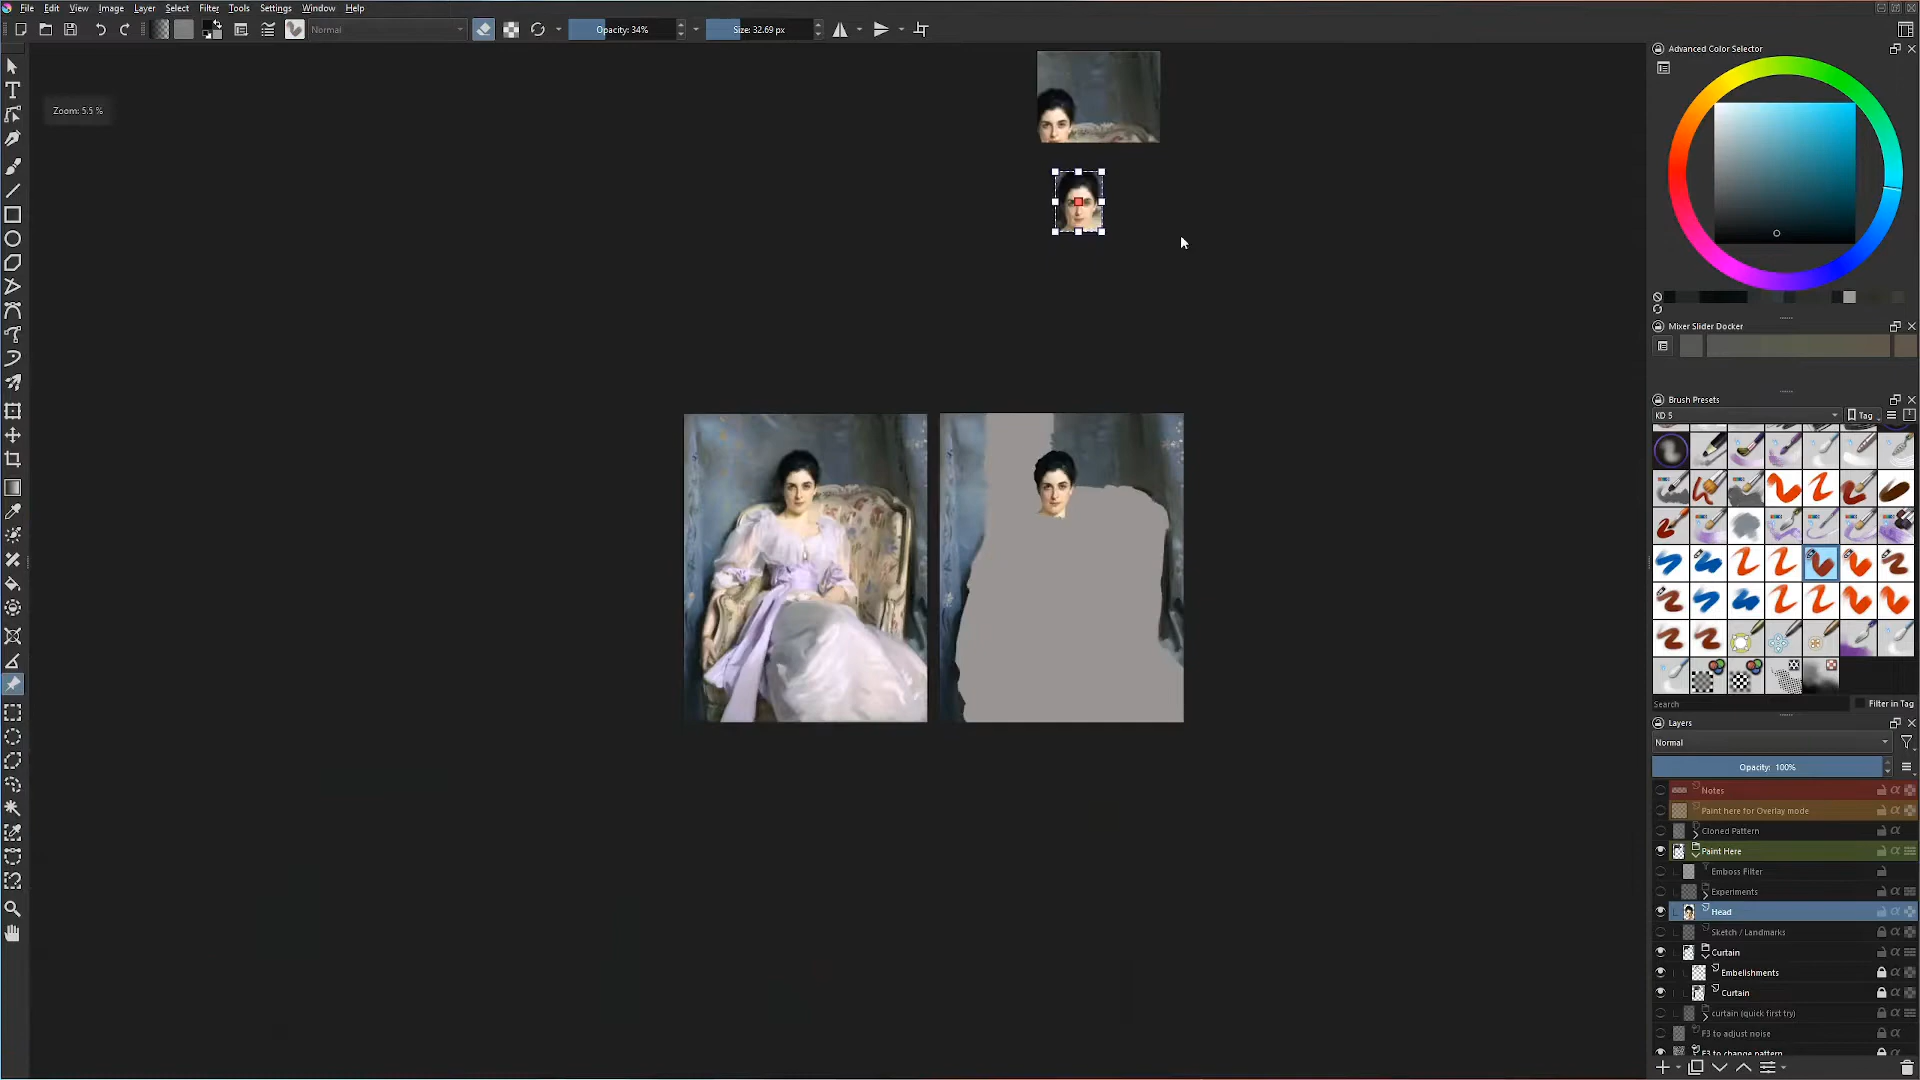 File Edit View Image Layer Select Filter Tools Settings Window Help
Normal
Opacity: 34%
Size: 32.69 px
Zoom: 5.5 %
Advanced Color Selector
Mixer Slider Docker
Brush Presets
KD 5
Tag
Search
Filter in Tag
Layers
Normal
Opacity: 100%
Notes
Paint here for Overlay mode
Cloned Pattern
Paint Here
Emboss Filter
Experiments
Head
Sketch / Landmarks
Curtain
Embelishments
Curtain
curtain (quick first try)
F3 to adjust noise
F3 to change pattern